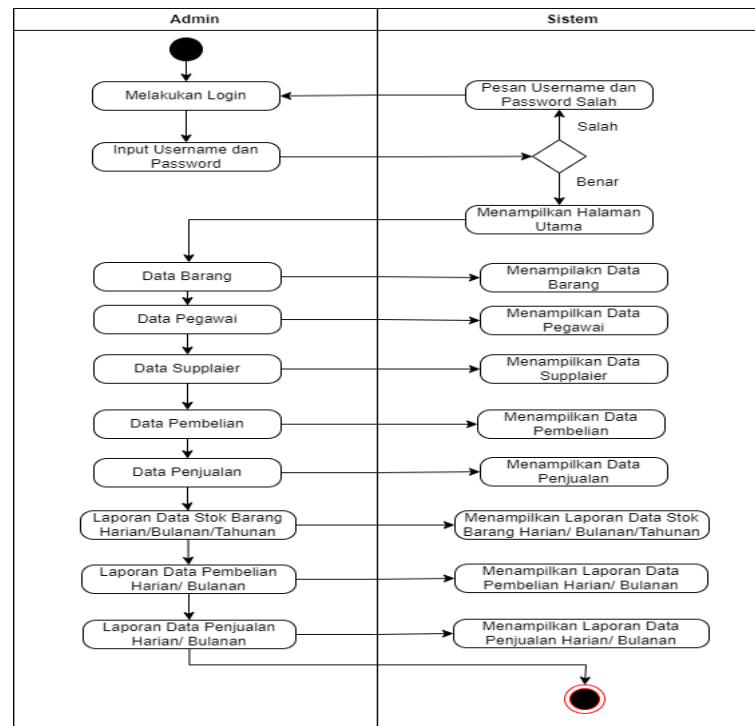 Admin
Sistem
Melakukan Login
Pesan Username dan
Password Salah
Salah
Input Username dan
Password
Benar
Menampilkan Halaman
Utama
Data Barang
Menampilakn Data
Barang
Data Pegawai
Menampilkan Data
Pegawai
Data Supplaier
Menampilkan Data
Supplaier
Data Pembelian
Menampilkan Data
Pembelian
Data Penjualan
Menampilkan Data
Penjualan
Laporan Data Stok Barang
Harian/Bulanan/Tahunan
Menampilkan Laporan Data Stok
Barang Harian/ Bulanan/Tahunan
Laporan Data Pembelian
Harian/ Bulanan
Menampilkan Laporan Data
Pembelian Harian/ Bulanan
Laporan Data Penjualan
Harian/ Bulanan
Menampilkan Laporan Data
Penjualan Harian/ Bulanan